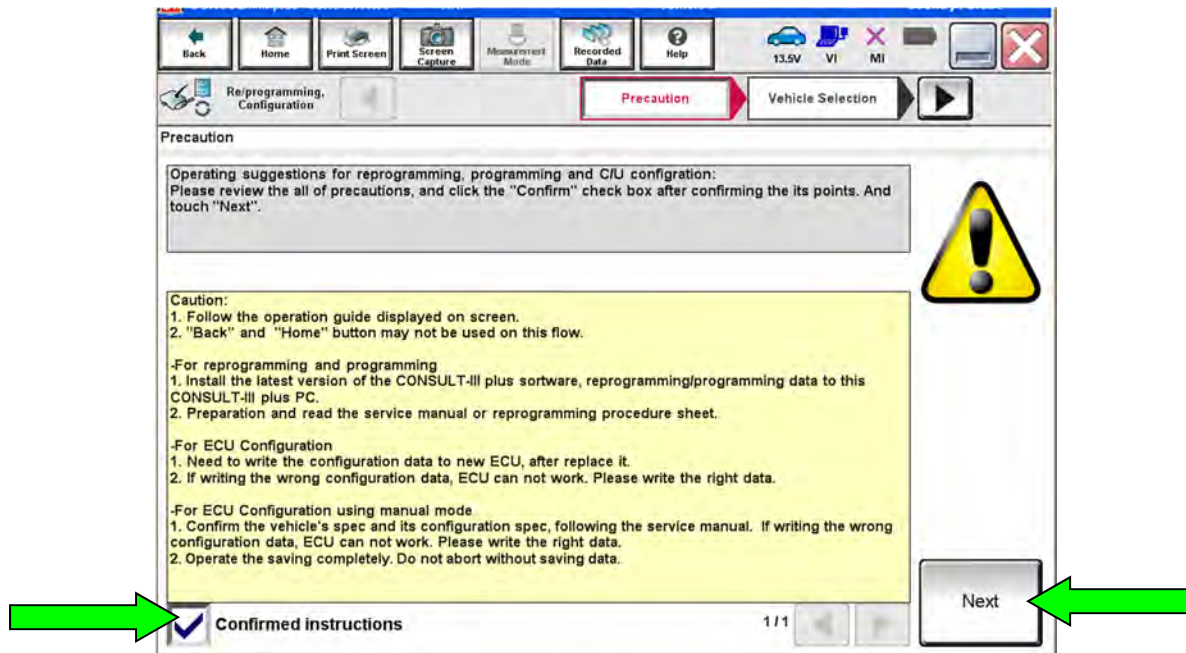 Back
Home
Print Screen
Screen
Capture
Measurement
Mode
Recorded
Data
Help
13.5V
VI
MI
Re/programming,
Configuration
Precaution
Vehicle Selection
Precaution
Operating suggestions for reprogramming, programming and C/U configration:
Please review the all of precautions, and click the "Confirm" check box after confirming the its points. And
touch "Next".
Caution:
1. Follow the operation guide displayed on screen.
2. "Back" and "Home" button may not be used on this flow.
-For reprogramming and programming
1. Install the latest version of the CONSULT-III plus sortware, reprogramming/programming data to this
CONSULT-III plus PC.
2. Preparation and read the service manual or reprogramming procedure sheet.
-For ECU Configuration
1. Need to write the configuration data to new ECU, after replace it.
2. If writing the wrong configuration data, ECU can not work. Please write the right data.
-For ECU Configuration using manual mode
1. Confirm the vehicle's spec and its configuration spec, following the service manual. If writing the wrong
configuration data, ECU can not work. Please write the right data.
2. Operate the saving completely. Do not abort without saving data.
Confirmed instructions
1/1
Next